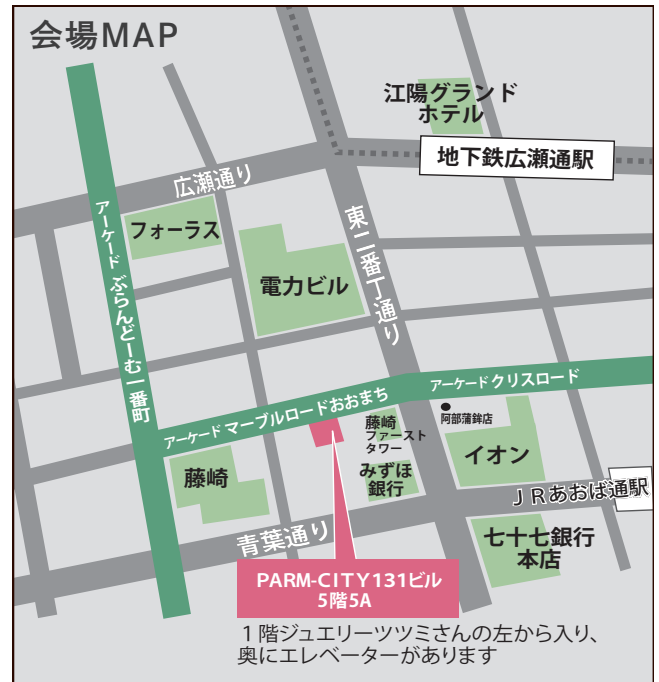 会場MAP
江陽グランド
ホテル
地下鉄広瀬通駅
広瀬通り
アーケード ぶらんどーむ一番町
フォーラス
東二番丁通り
電力ビル
アーケード クリスロード
アーケード マーブルロードおおまち
阿部蒲鉾店
藤崎
ファースト
タワー
イオン
藤崎
みずほ
銀行
JRあおば通駅
青葉通り
七十七銀行
本店
PARM-CITY131ビル
5階5A
1階ジュエリーツツミさんの左から入り、
奥にエレベーターがあります